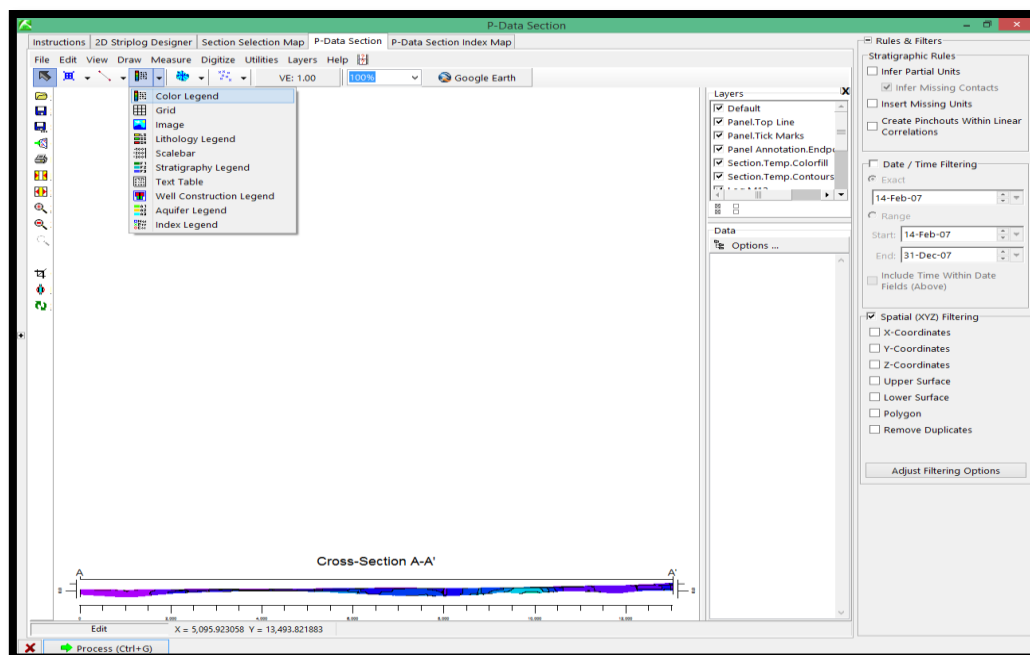 P-Data Section
Instructions 2D Striplog Designer Section Selection Map P-Data Section P-Data Section Index Map
File Edit View Draw Measure Digitize Utilities Layers Help
VE: 1.00 100% Google Earth
Color Legend
Grid
Image
Lithology Legend
Scalebar
Stratigraphy Legend
Text Table
Well Construction Legend
Aquifer Legend
Index Legend
Layers X
Default
Panel.Top Line
Panel.Tick Marks
Panel Annotation.Endp
Section.Temp.Colorfill
Section.Temp.Contours
Data
Options ...
Rules & Filters
Stratigraphic Rules
Infer Partial Units
Infer Missing Contacts
Insert Missing Units
Create Pinchouts Within Linear
Correlations
Date / Time Filtering
Exact
14-Feb-07
Range
Start: 14-Feb-07
End: 31-Dec-07
Include Time Within Date
Fields (Above)
Spatial (XYZ) Filtering
X-Coordinates
Y-Coordinates
Z-Coordinates
Upper Surface
Lower Surface
Polygon
Remove Duplicates
Adjust Filtering Options
Cross-Section A-A'
A A'
Edit X = 5,095.923058 Y = 13,493.821883
Process (Ctrl+G)